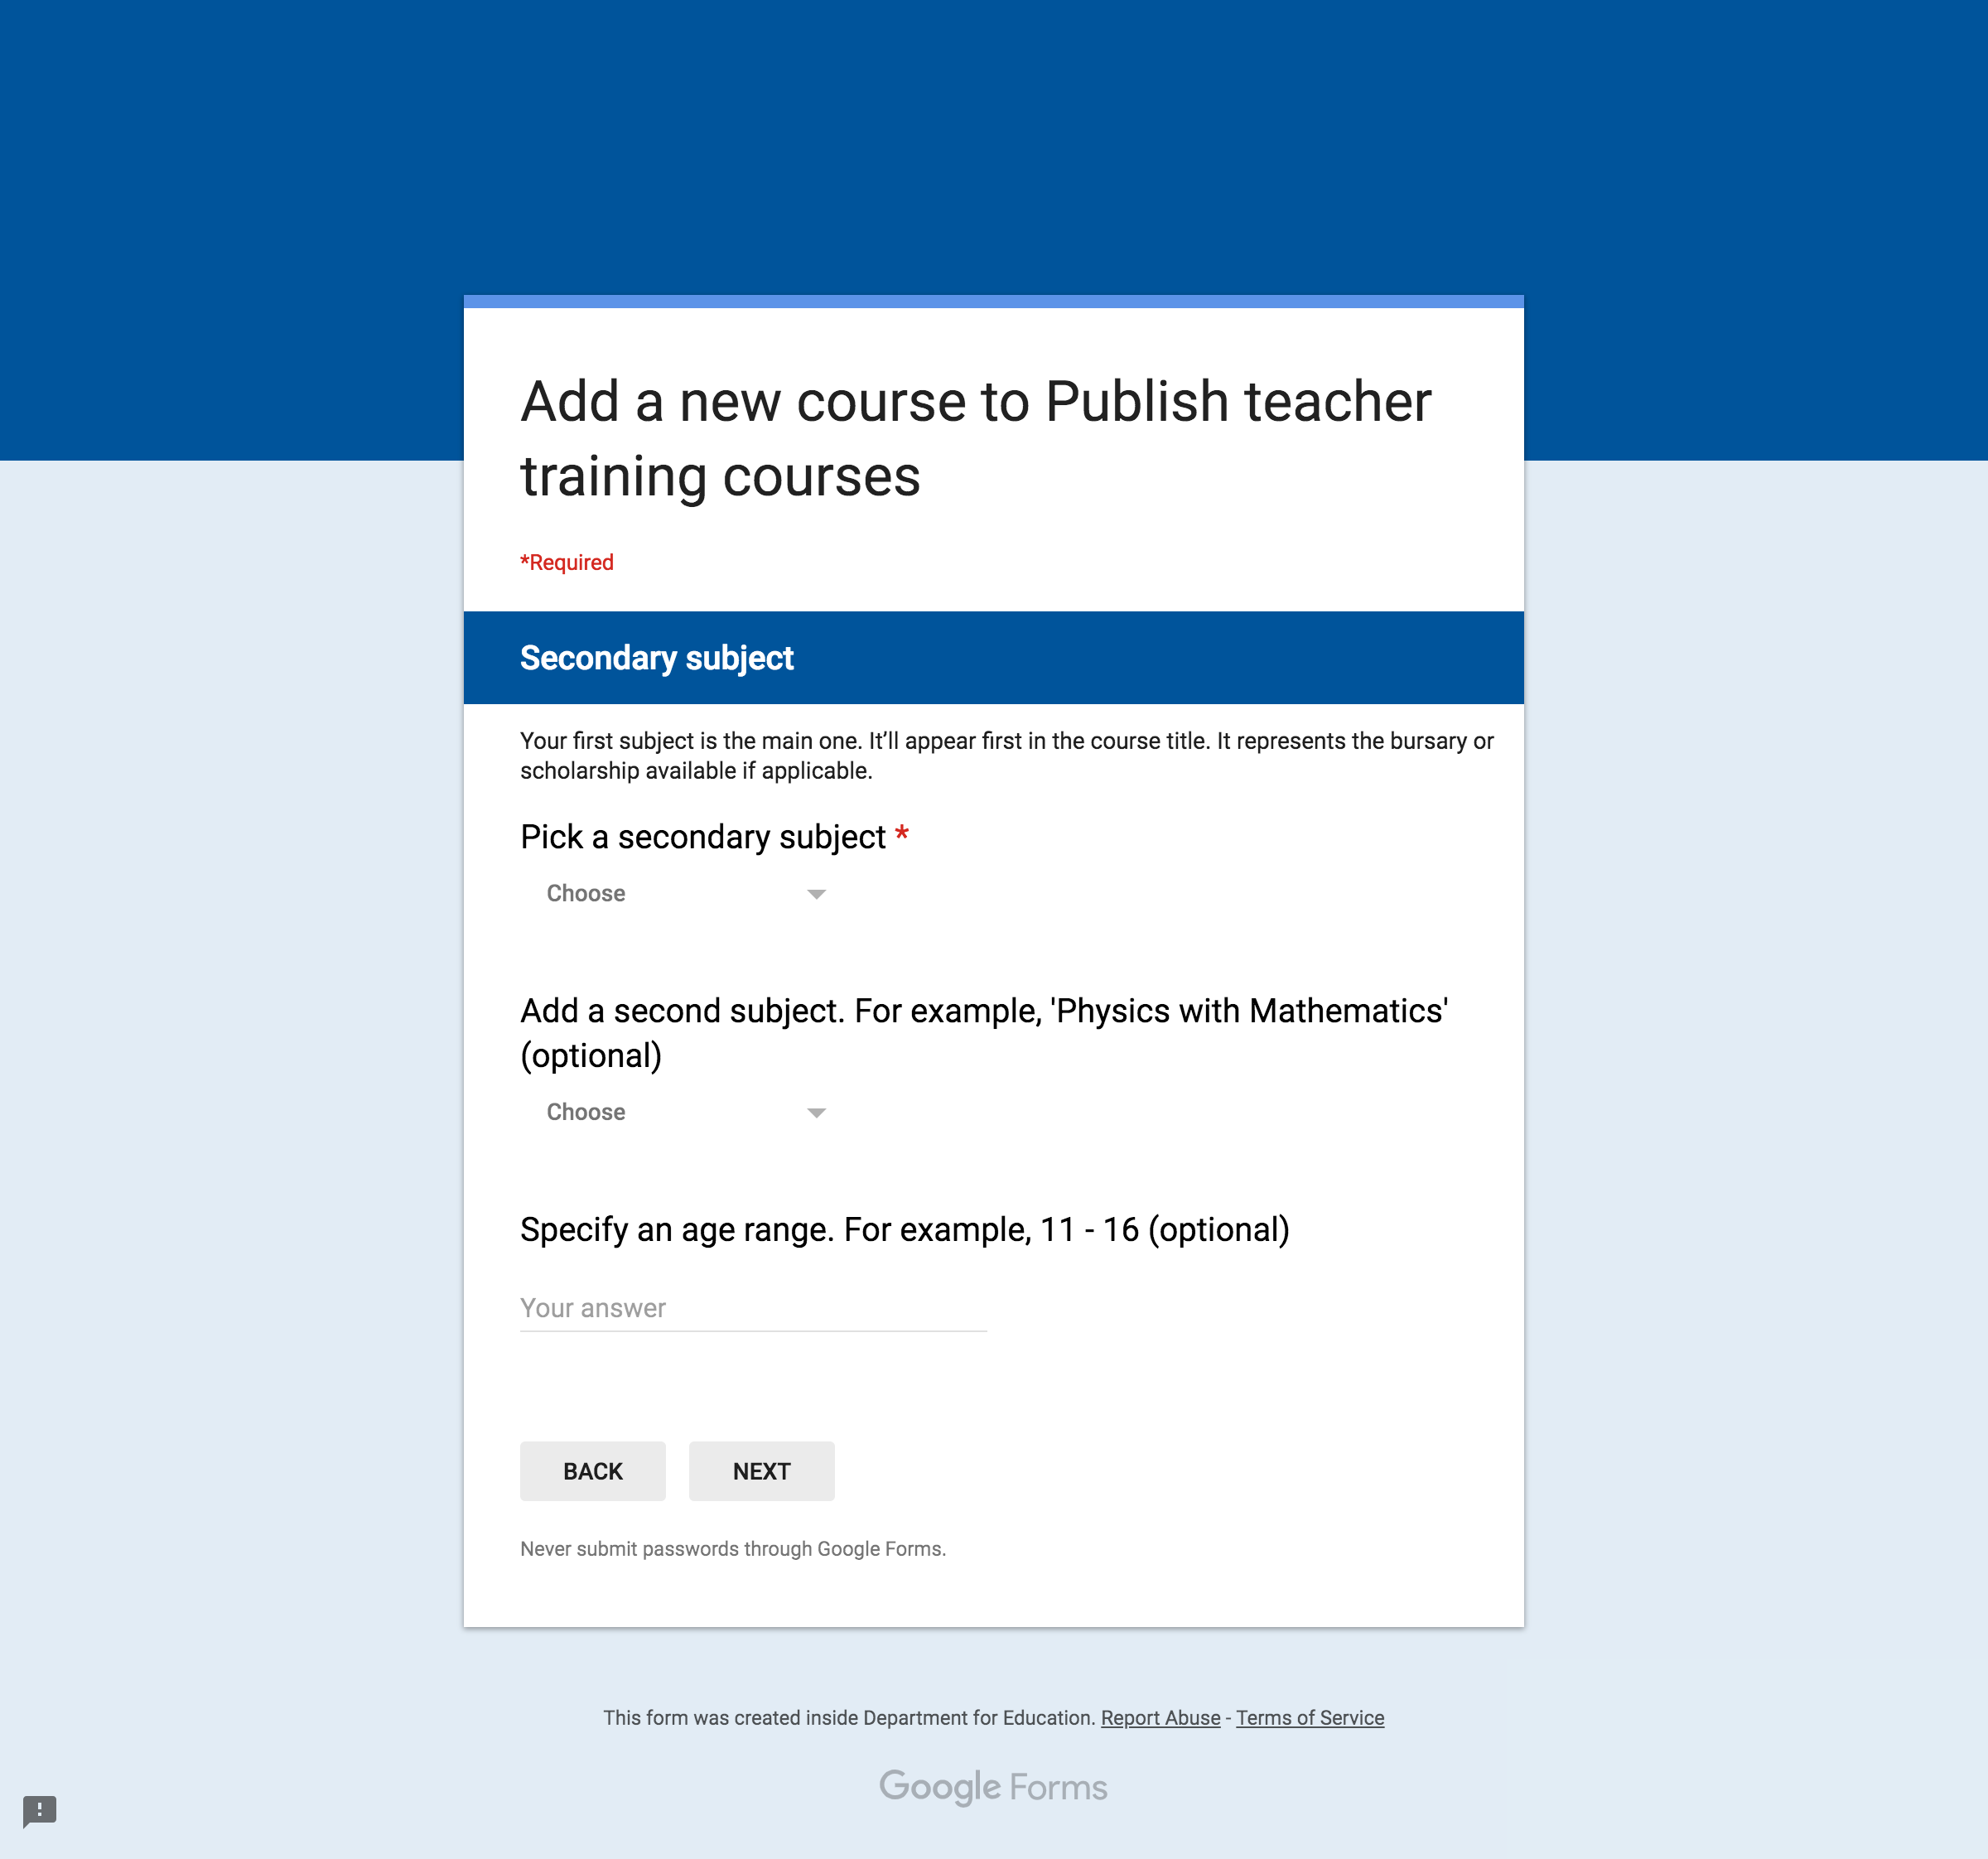 Add a new course to Publish teacher
training courses
*Required
Secondary subject
Your first subject is the main one. It’ll appear first in the course title. It represents the bursary or
scholarship available if applicable.
Pick a secondary subject *
Choose
Add a second subject. For example, 'Physics with Mathematics'
(optional)
Choose
Specify an age range. For example, 11 - 16 (optional)
Your answer
BACK NEXT
Never submit passwords through Google Forms.
This form was created inside Department for Education. Report Abuse - Terms of Service
Google Forms